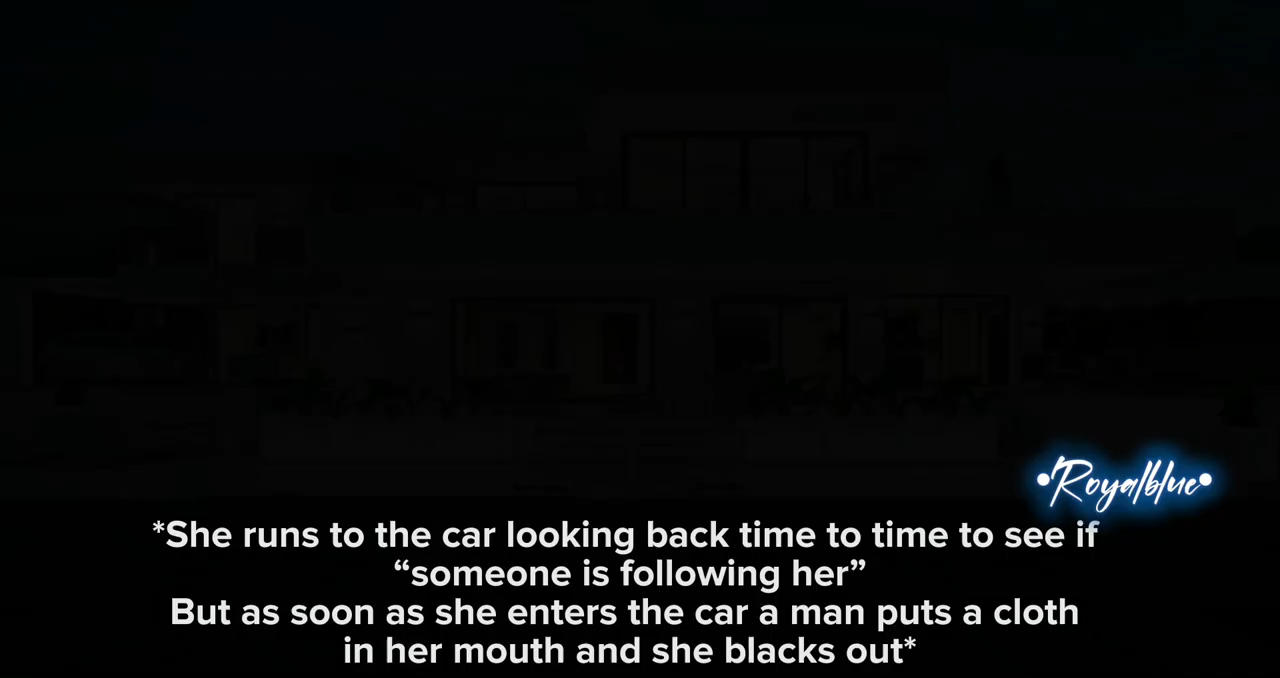 •Royalblue•
*She runs to the car looking back time to time to see if
“someone is following her”
But as soon as she enters the car a man puts a cloth
in her mouth and she blacks out*